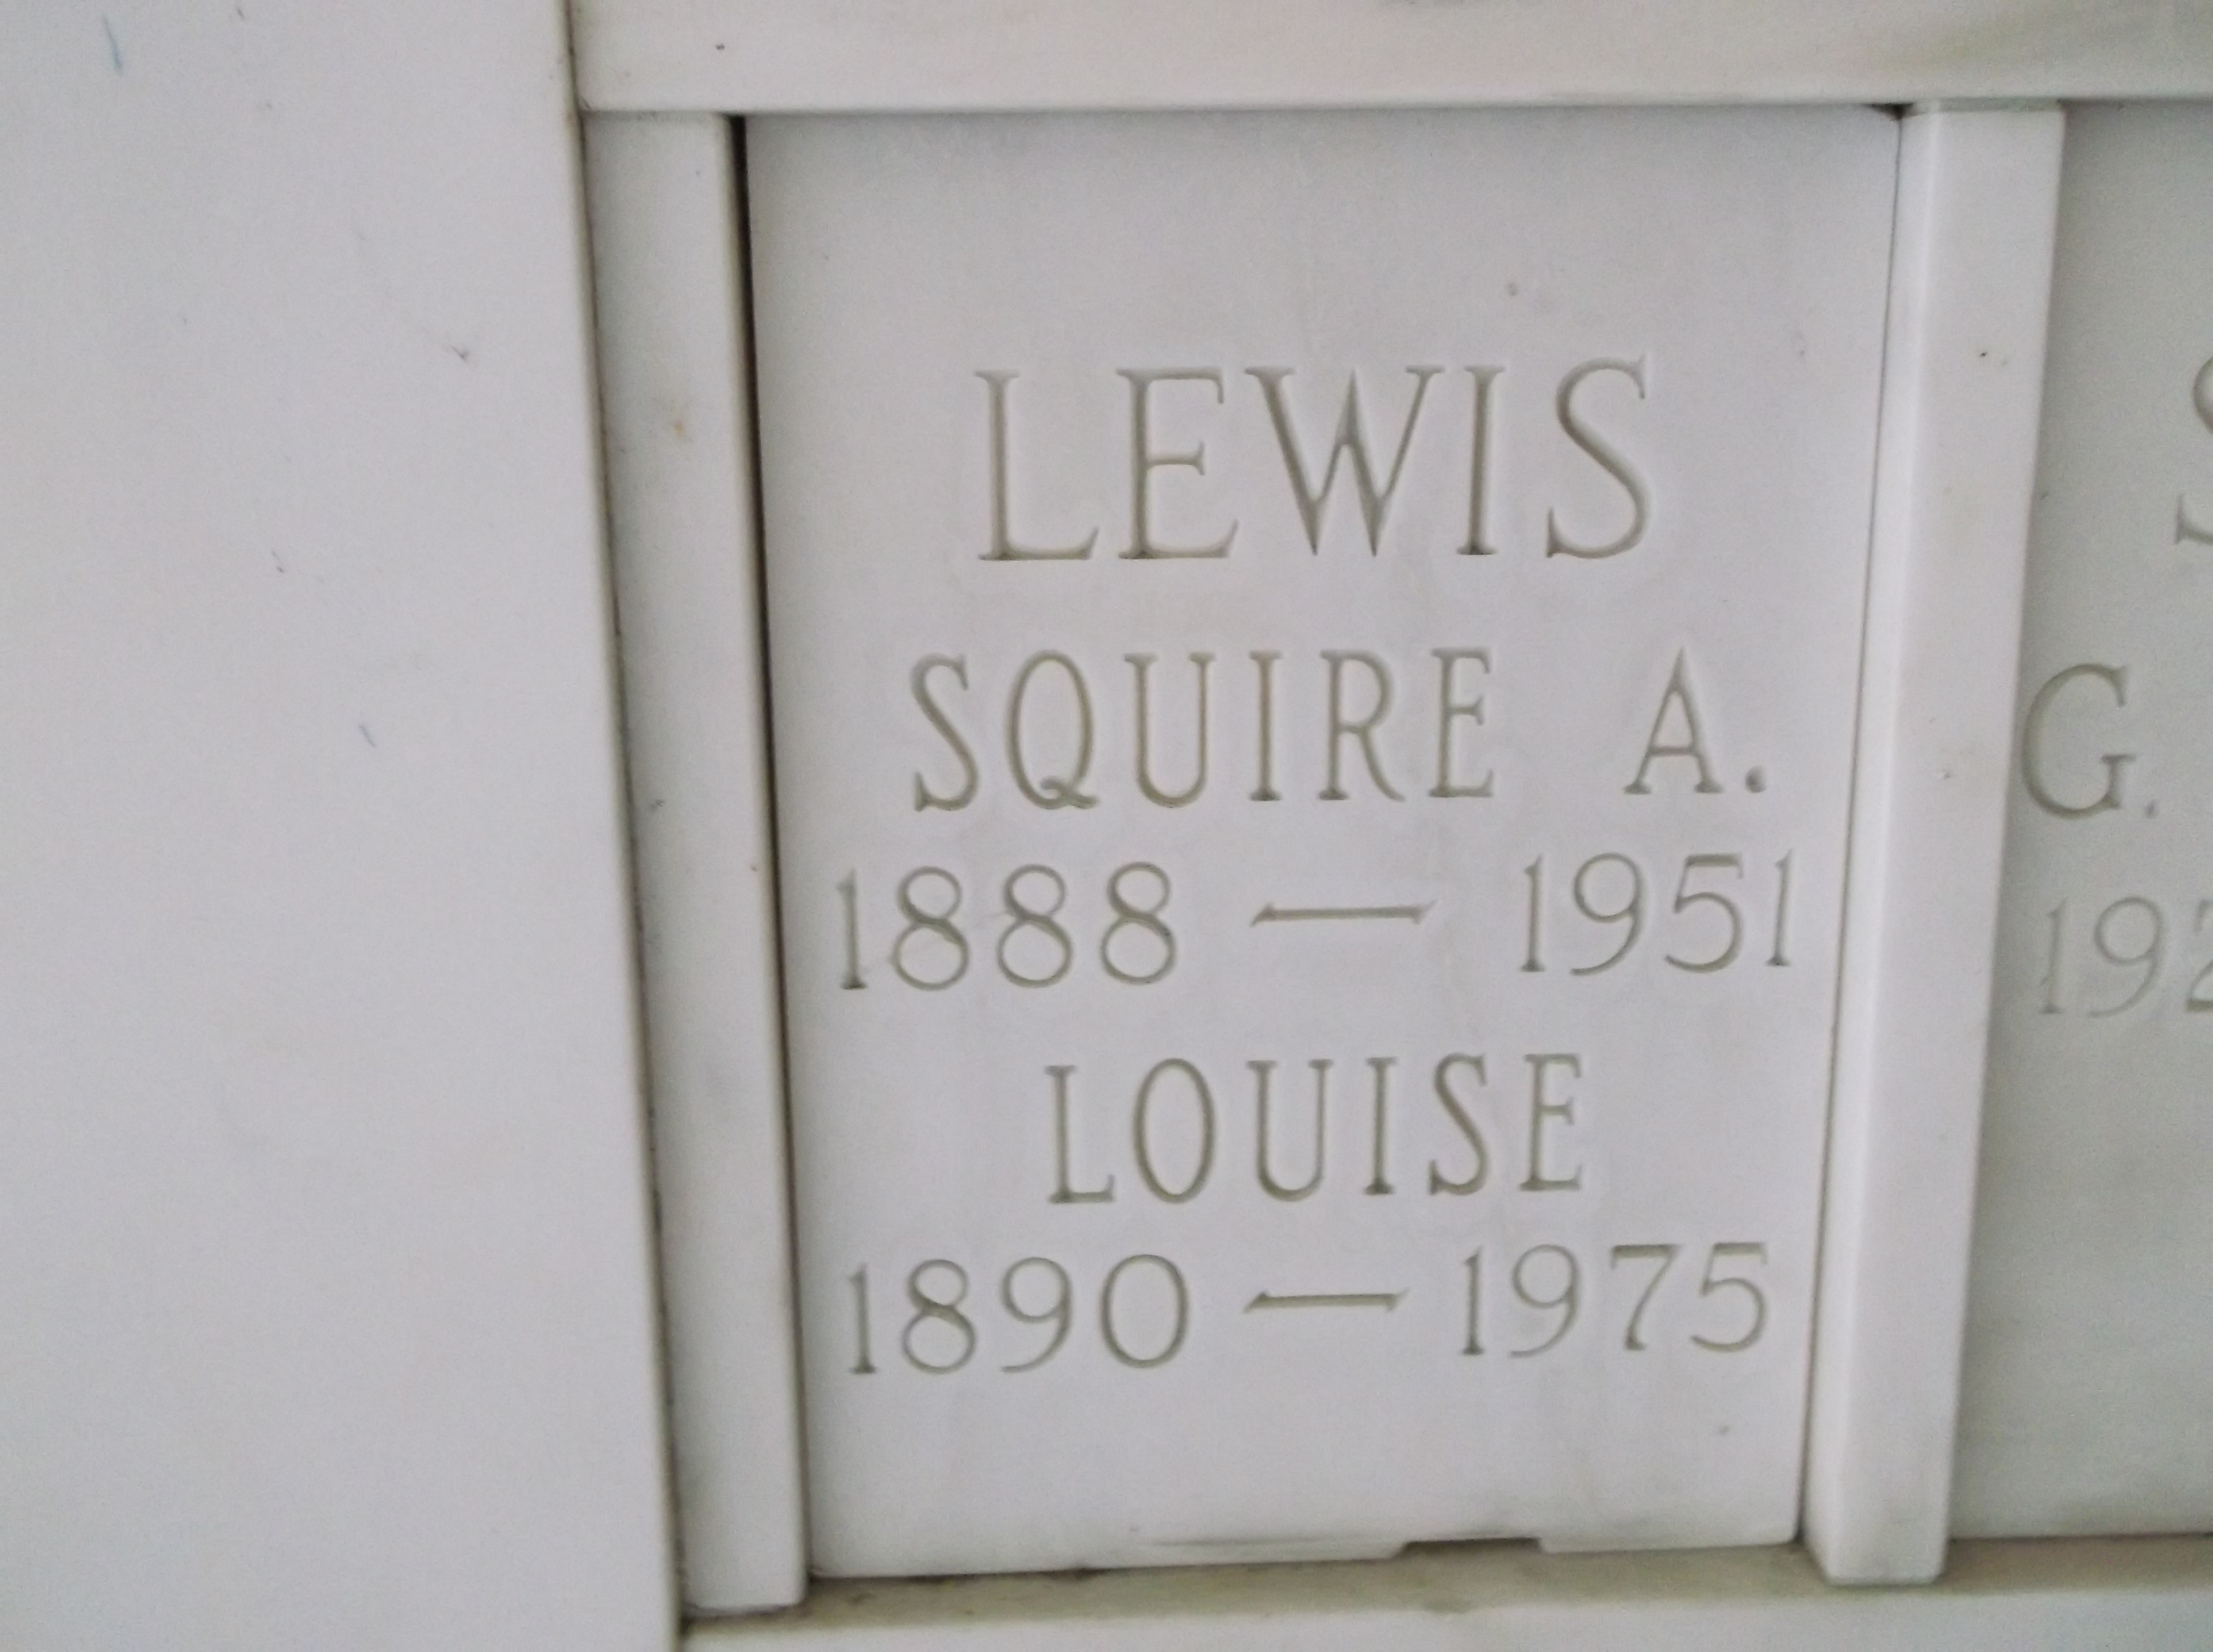 LEWIS
SQUIRE A.
1888 — 1951
LOUISE
1890 — 1975
G.